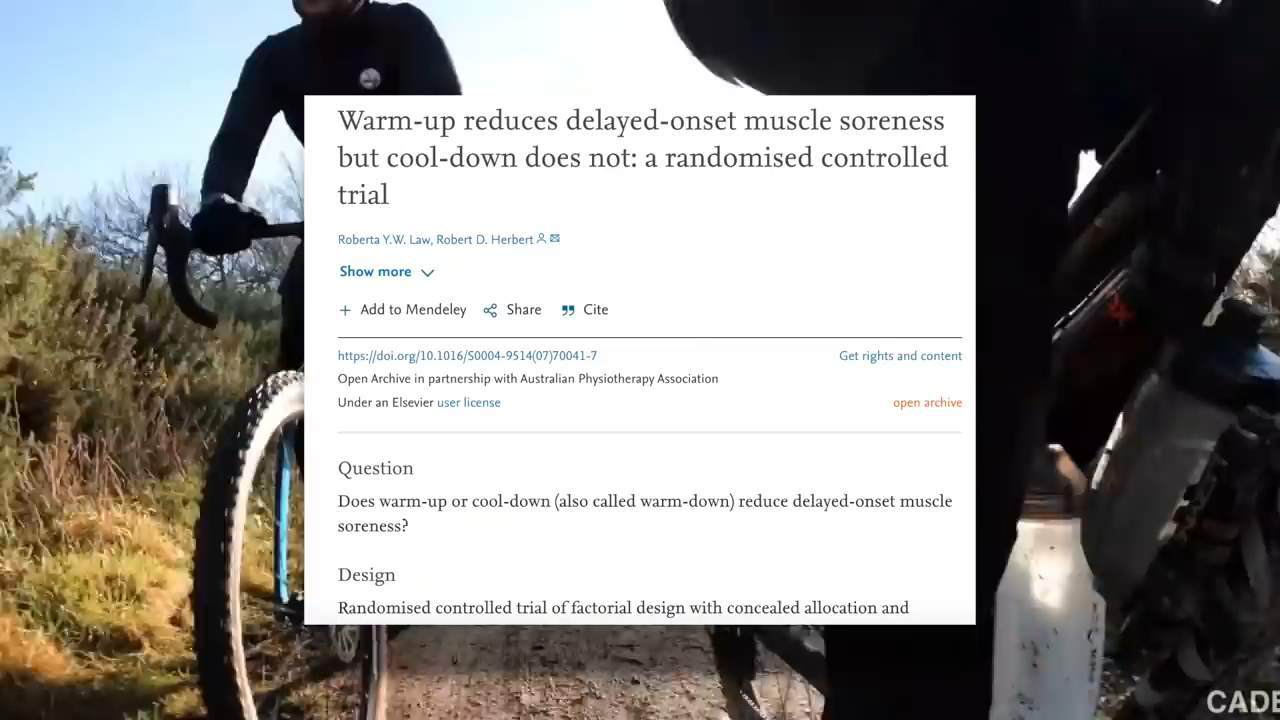 Warm-up reduces delayed-onset muscle soreness
but cool-down does not: a randomised controlled
trial
Roberta Y.W. Law, Robert D. Herbert
Show more
Add to Mendeley Share Cite
https://doi.org/10.1016/S0004-9514(07)70041-7 Get rights and content
Open Archive in partnership with Australian Physiotherapy Association
Under an Elsevier user license open archive
Question
Does warm-up or cool-down (also called warm-down) reduce delayed-onset muscle
soreness?
Design
Randomised controlled trial of factorial design with concealed allocation and
CADE